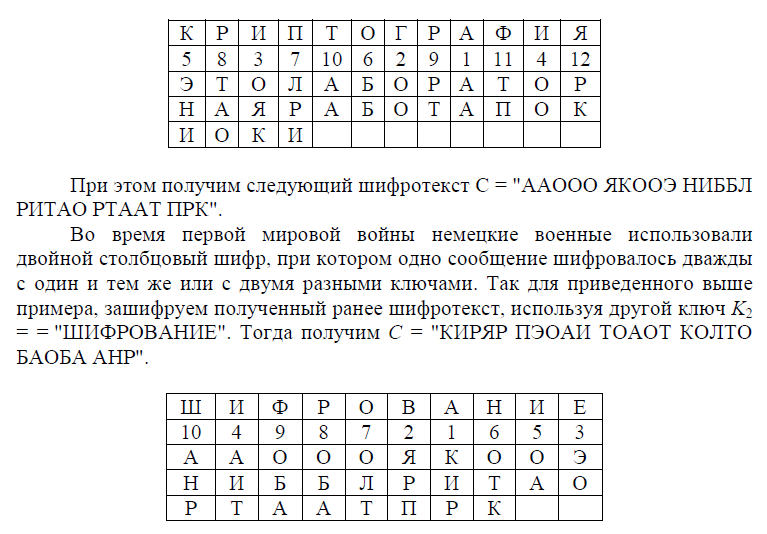 К Р И П Т О Г Р А Ф И Я
5 8 3 7 10 6 2 9 1 11 4 12
Э Т О Л А Б О Р А Т О Р
Н А Я Р А Б О Т А П О К
И О К И
При этом получим следующий шифротекст С = "ААООО ЯКООЭ НИББЛ
РИТАО РТААТ ПРК".
Во время первой мировой войны немецкие военные использовали
двойной столбцовый шифр, при котором одно сообщение шифровалось дважды
с один и тем же или с двумя разными ключами. Так для приведенного выше
примера, зашифруем полученный ранее шифротекст, используя другой ключ K2
= = "ШИФРОВАНИЕ". Тогда получим C = "КИРЯР ПЭОАИ ТОАОТ КОЛТО
БАОБА АНР".
Ш И Ф Р О В А Н И Е
10 4 9 8 7 2 1 6 5 3
А А О О О Я К О О Э
Н И Б Б Л Р И Т А О
Р Т А А Т П Р К